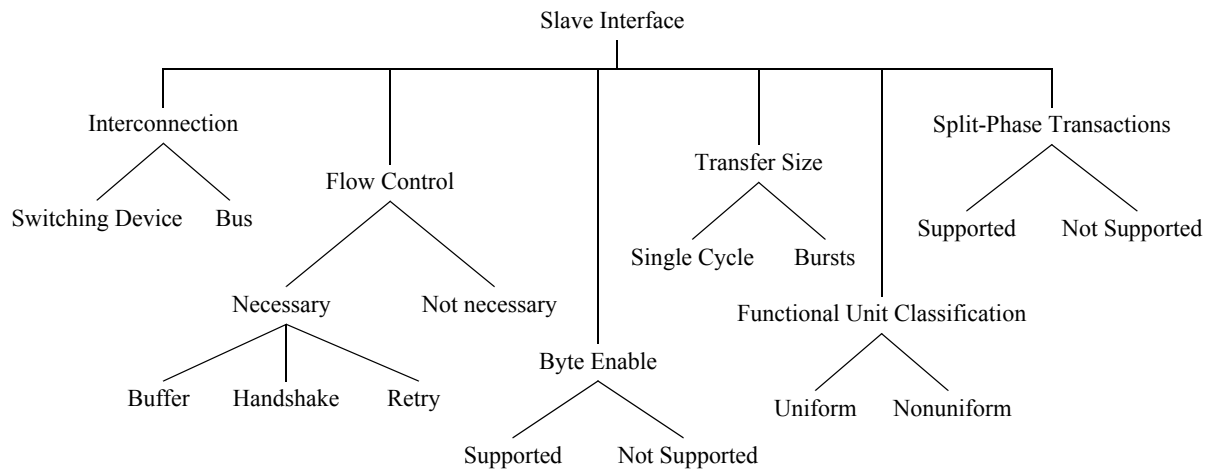 Slave Interface
Interconnection
Split-Phase Transactions
Flow Control
Transfer Size
Switching Device
Bus
Supported
Not Supported
Single Cycle
Bursts
Necessary
Not necessary
Functional Unit Classification
Byte Enable
Buffer
Handshake
Retry
Uniform
Nonuniform
Supported
Not Supported